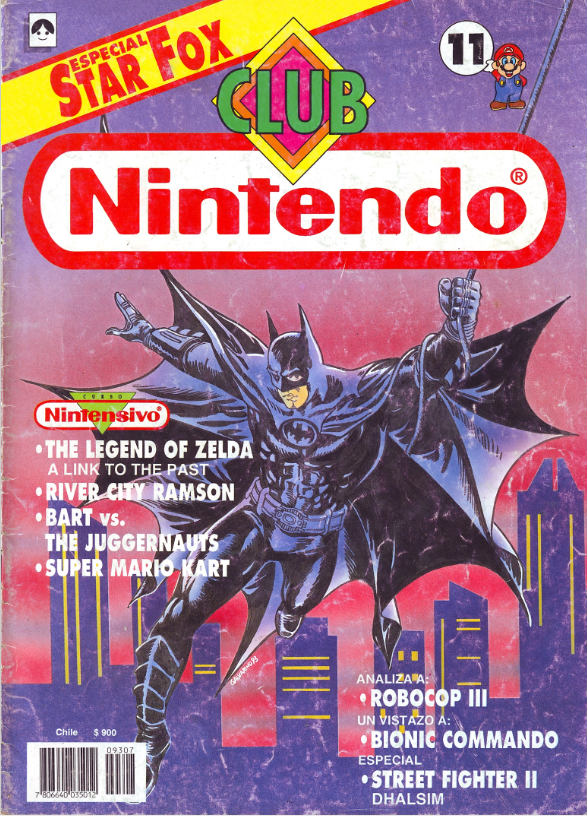 ESPECIAL
STAR FOX
11
CLUB
Nintendo®
CURSO
Nintensivo®
•THE LEGEND OF ZELDA
A LINK TO THE PAST
•RIVER CITY RAMSON
•BART vs.
THE JUGGERNAUTS
•SUPER MARIO KART
ANALIZA A:
•ROBOCOP III
UN VISTAZO A:
•BIONIC COMMANDO
ESPECIAL
•STREET FIGHTER II
DHALSIM
Chile $ 900
09307
7 806640 035012